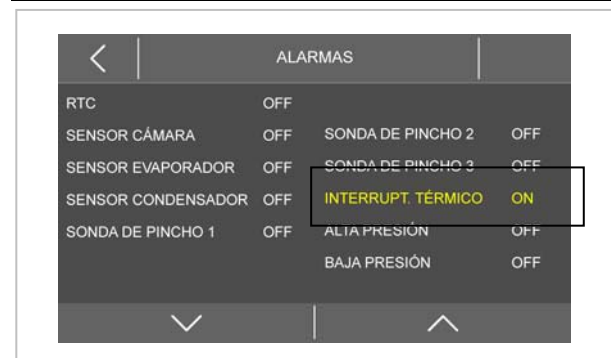 ALARMAS
RTC OFF
SENSOR CÁMARA OFF SONDA DE PINCHO 2 OFF
SENSOR EVAPORADOR OFF SONDA DE PINCHO 3 OFF
SENSOR CONDENSADOR OFF INTERRUPT. TÉRMICO ON
SONDA DE PINCHO 1 OFF ALTA PRESIÓN OFF
BAJA PRESIÓN OFF